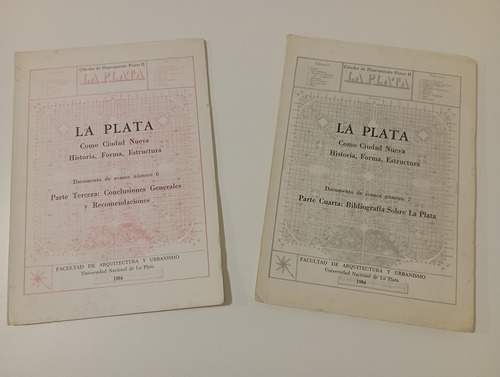 Cátedra de Planeamiento Físico II
LA PLATA
LA PLATA
Como Ciudad Nueva
Historia, Forma, Estructura
Documento de avance número 6
Parte Tercera: Conclusiones Generales
y Recomendaciones
FACULTAD DE ARQUITECTURA Y URBANISMO
Universidad Nacional de La Plata
1984
Cátedra de Planeamiento Físico II
LA PLATA
LA PLATA
Como Ciudad Nueva
Historia, Forma, Estructura
Documento de avance número 7
Parte Cuarta: Bibliografía Sobre La Plata
FACULTAD DE ARQUITECTURA Y URBANISMO
Universidad Nacional de La Plata
1984